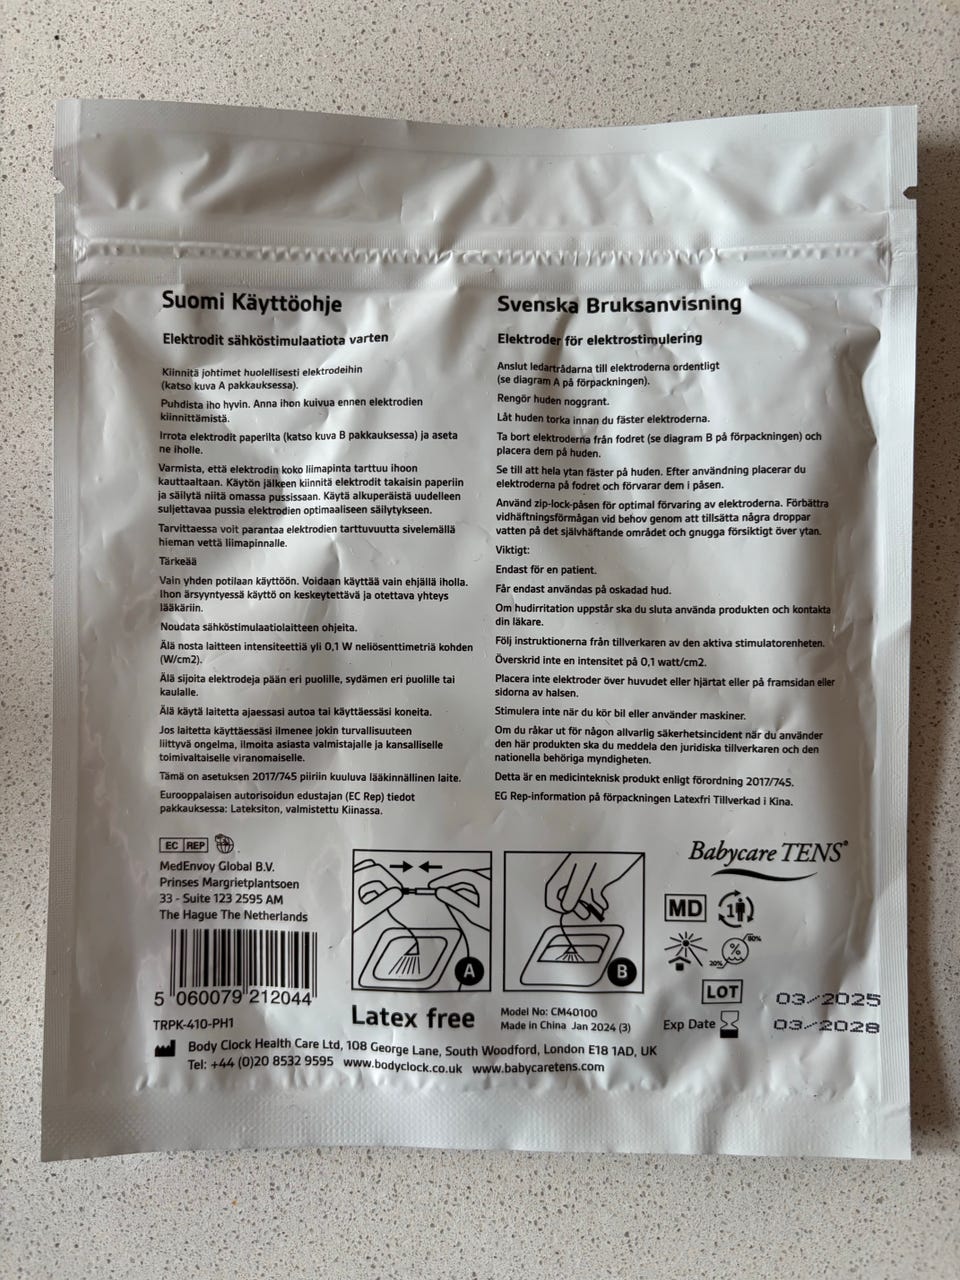 Suomi Käyttöohje
Elektrodit sähköstimulaatiota varten
Kiinnitä johtimet huolellisesti elektrodeihin
(katso kuva A pakkauksessa).
Puhdista iho hyvin. Anna ihon kuivua ennen elektrodien
kiinnittämistä.
Irrota elektrodit paperilta (katso kuva B pakkauksessa) ja aseta
ne iholle.
Varmista, että elektrodin koko liimapinta tarttuu ihoon
kauttaaltaan. Käytön jälkeen kiinnitä elektrodit takaisin paperiin
ja säilytä niitä omassa pussissaan. Käytä alkuperäistä uudelleen
suljettavaa pussia elektrodien optimaaliseen säilytykseen.
Tarvittaessa voit parantaa elektrodien tarttuvuutta sivelemällä
hieman vettä liimapinnalle.
Tärkeää
Vain yhden potilaan käyttöön. Voidaan käyttää vain ehjällä iholla.
Ihon ärsyyntyessä käyttö on keskeytettävä ja otettava yhteys
lääkäriin.
Noudata sähköstimulaatiolaitteen ohjeita.
Älä nosta laitteen intensiteettiä yli 0,1 W neliösenttimetriä kohden
(W/cm2).
Älä sijoita elektrodeja pään eri puolille, sydämen eri puolille tai
kaulalle.
Älä käytä laitetta ajaessasi autoa tai käyttäessäsi koneita.
Jos laitetta käyttäessäsi ilmenee jokin turvallisuuteen
liittyvä ongelma, ilmoita asiasta valmistajalle ja kansalliselle
toimivaltaiselle viranomaiselle.
Tämä on asetuksen 2017/745 piiriin kuuluva lääkinnällinen laite.
Eurooppalaisen autorisoidun edustajan (EC Rep) tiedot
pakkauksessa: Lateksiton, valmistettu Kiinassa.
Svenska Bruksanvisning
Elektroder för elektrostimulering
Anslut ledartrådarna till elektroderna ordentligt
(se diagram A på förpackningen).
Rengör huden noggrant.
Låt huden torka innan du fäster elektroderna.
Ta bort elektroderna från fodret (se diagram B på förpackningen) och
placera dem på huden.
Se till att hela ytan fäster på huden. Efter användning placerar du
elektroderna på fodret och förvarar dem i påsen.
Använd zip-lock-påsen för optimal förvaring av elektroderna. Förbättra
vidhäftningsförmågan vid behov genom att tillsätta några droppar
vatten på det självhäftande området och gnugga försiktigt över ytan.
Viktigt:
Endast för en patient.
Får endast användas på oskadad hud.
Om hudirritation uppstår ska du sluta använda produkten och kontakta
din läkare.
Följ instruktionerna från tillverkaren av den aktiva stimulatorenheten.
Överskrid inte en intensitet på 0,1 watt/cm2.
Placera inte elektroder över huvudet eller hjärtat eller på framsidan eller
sidorna av halsen.
Stimulera inte när du kör bil eller använder maskiner.
Om du råkar ut för någon allvarlig säkerhetsincident när du använder
den här produkten ska du meddela den juridiska tillverkaren och den
nationella behöriga myndigheten.
Detta är en medicinteknisk produkt enligt förordning 2017/745.
EG Rep-information på förpackningen Latexfri Tillverkad i Kina.
EC REP
MedEnvoy Global B.V.
Prinses Margrietplantsoen
33 - Suite 123 2595 AM
The Hague The Netherlands
5 060079 212044
TRPK-410-PH1
A
B
Latex free
Model No: CM40100
Made in China Jan 2024 (3)
Babycare TENS®
MD
1
20%
%
80%
LOT 03/2025
Exp Date 03/2028
Body Clock Health Care Ltd, 108 George Lane, South Woodford, London E18 1AD, UK
Tel: +44 (0)20 8532 9595 www.bodyclock.co.uk www.babycaretens.com